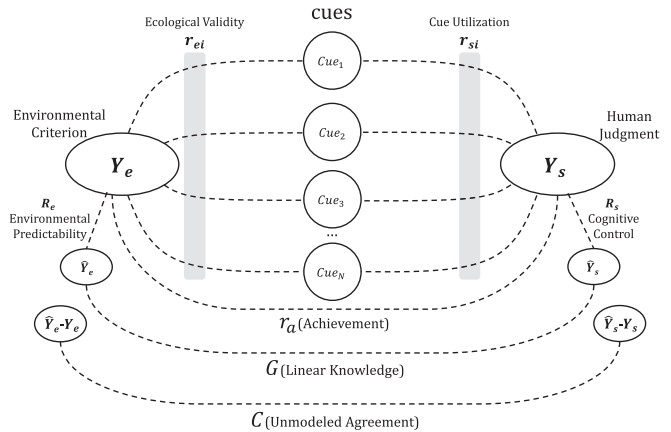 cues
Ecological Validity
r_ei
Cue Utilization
r_si
Cue_1
Environmental
Criterion
Human
Judgment
Cue_2
Y_e
Y_s
Cue_3
R_e
Environmental
Predictability
R_s
Cognitive
Control
...
Ŷ_e
Cue_N
Ŷ_s
Ŷ_e-Y_e
r_a(Achievement)
Ŷ_s-Y_s
G(Linear Knowledge)
C(Unmodeled Agreement)